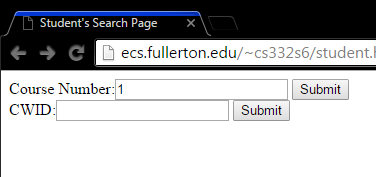 Student's Search Page
ecs.fullerton.edu/~cs332s6/student.h
Course Number: 1 Submit
CWID: Submit